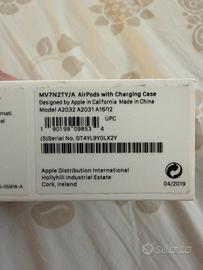 MV7N2TY/A AirPods with Charging Case
Designed by Apple in California Made in China
Model A2032 A2031 A1602
1 90199 09853 4
UPC
(S)Serial No. GT4YL9Y0LX2Y
Apple Distribution International
Hollyhill Industrial Estate
Cork, Ireland
04/2019
subito